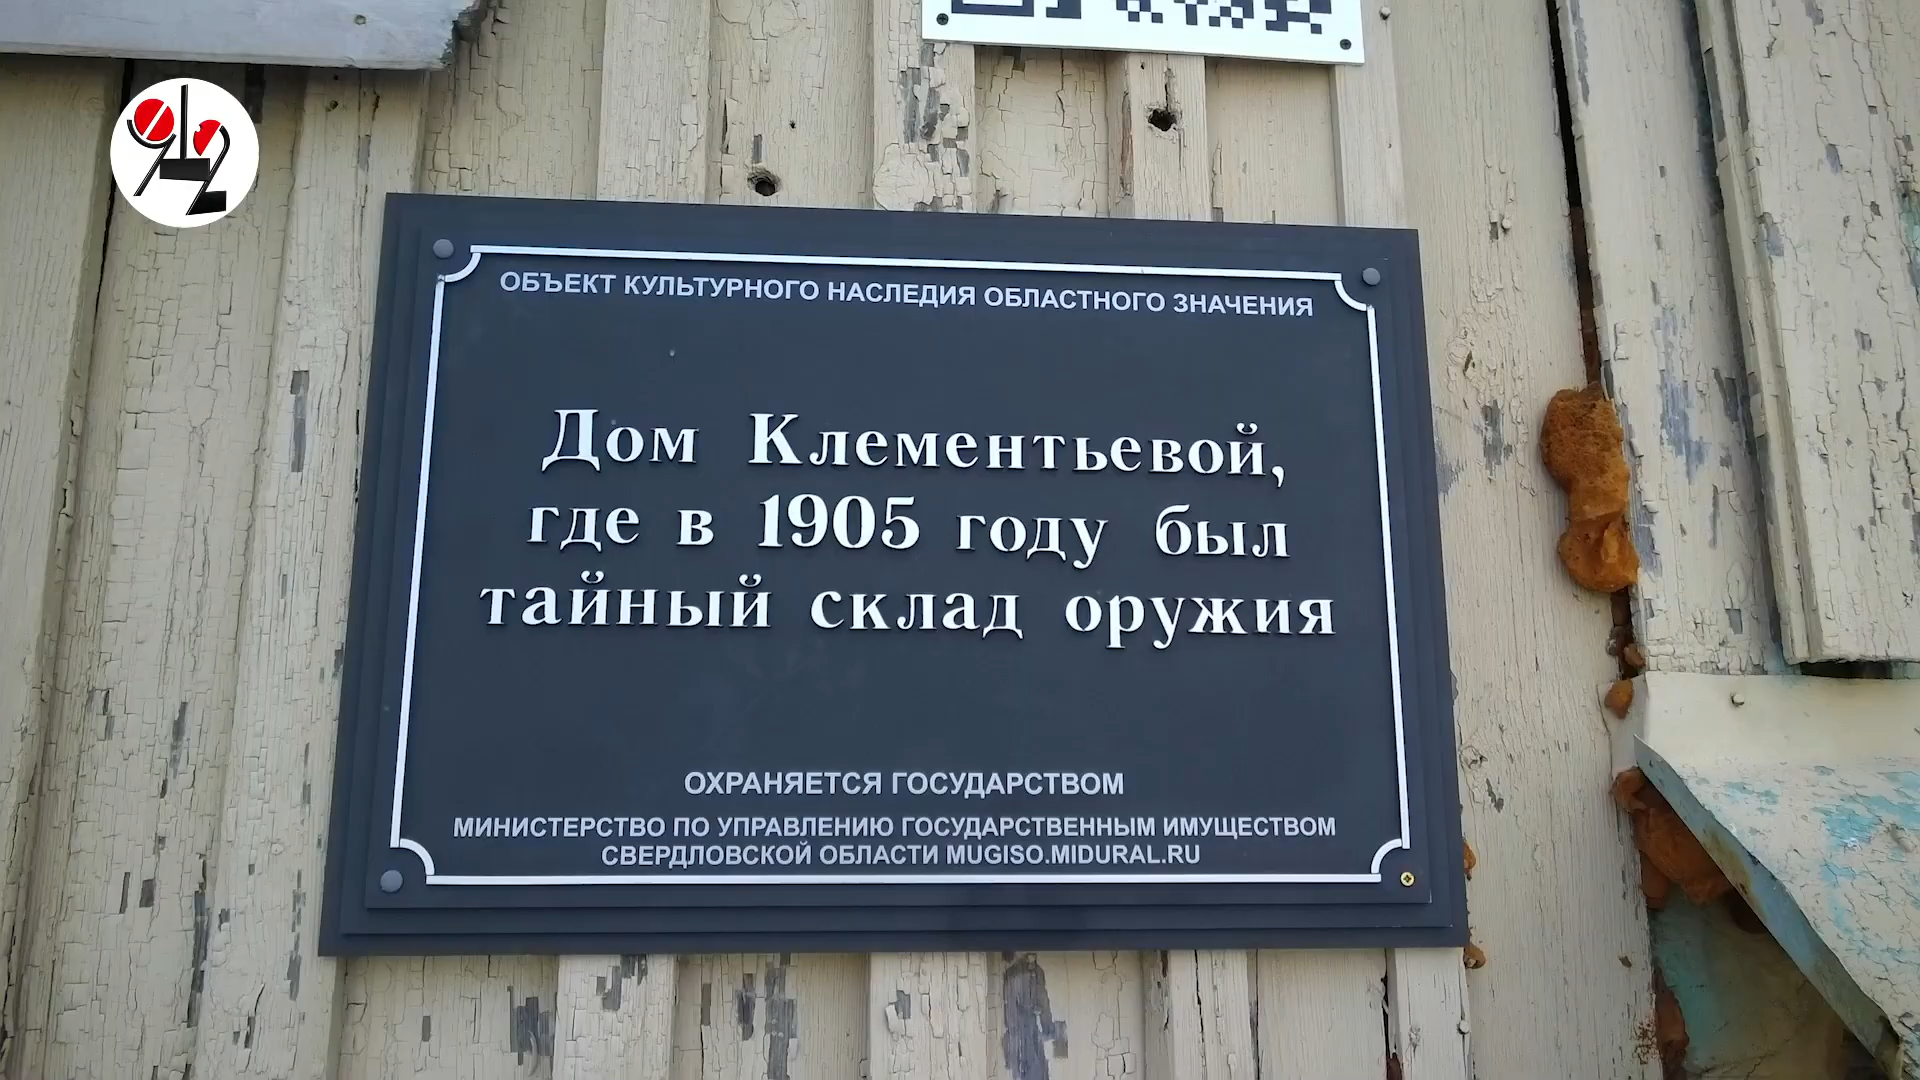 ОБЪЕКТ КУЛЬТУРНОГО НАСЛЕДИЯ ОБЛАСТНОГО ЗНАЧЕНИЯ
Дом Клементьевой,
где в 1905 году был
тайный склад оружия
ОХРАНЯЕТСЯ ГОСУДАРСТВОМ
МИНИСТЕРСТВО ПО УПРАВЛЕНИЮ ГОСУДАРСТВЕННЫМ ИМУЩЕСТВОМ
СВЕРДЛОВСКОЙ ОБЛАСТИ MUGISO.MIDURAL.RU